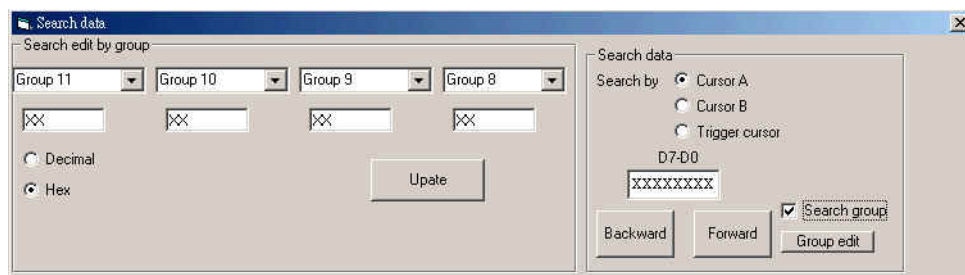 Search data
Search edit by group
Group 11 Group 10 Group 9 Group 8
XX XX XX XX
Decimal
Hex
Upate
Search data
Search by Cursor A
Cursor B
Trigger cursor
D7-D0
XXXXXXXX
Search group
Backward Forward Group edit